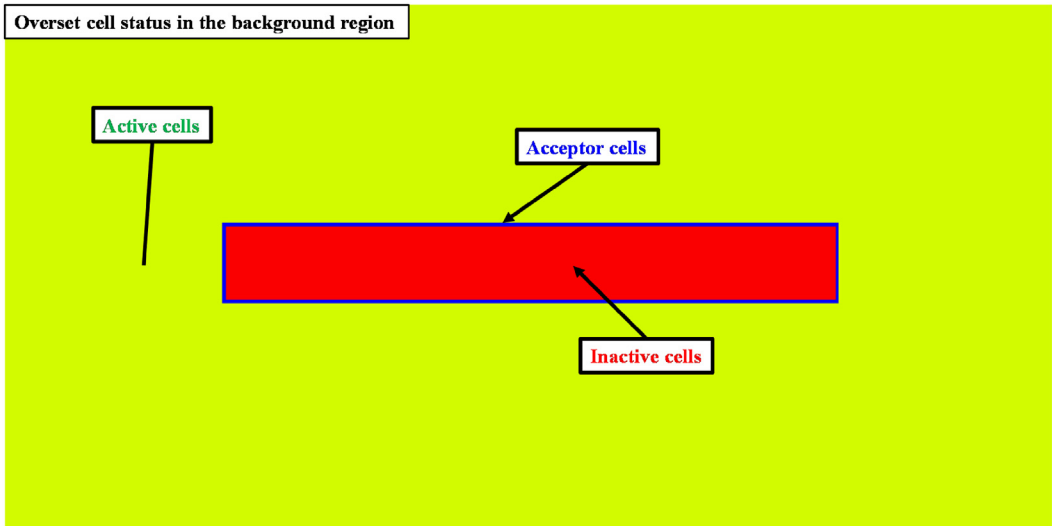 Overset cell status in the background region
Active cells
Acceptor cells
Inactive cells